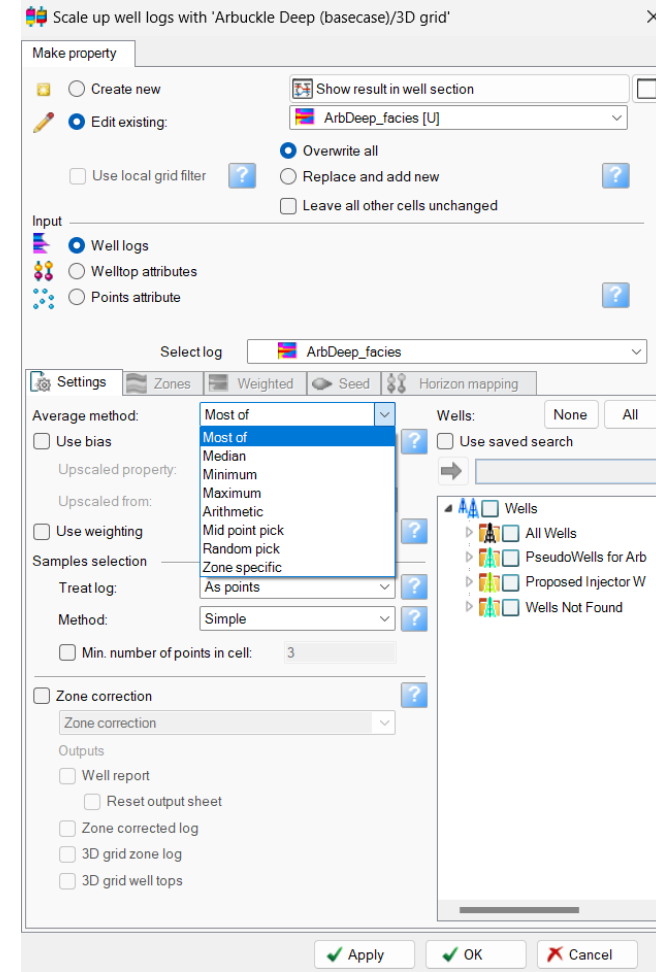 Scale up well logs with 'Arbuckle Deep (basecase)/3D grid'
Make property
Create new
Show result in well section
Edit existing:
ArbDeep_facies [U]
Overwrite all
Use local grid filter
?
Replace and add new
?
Leave all other cells unchanged
Input
Well logs
Welltop attributes
Points attribute
?
Select log
ArbDeep_facies
Settings
Zones
Weighted
Seed
Horizon mapping
Average method:
Most of
Wells:
None
All
Use bias
Most of
?
Use saved search
Median
Upscaled property:
Minimum
Maximum
Upscaled from:
Arithmetic
Wells
Use weighting
Mid point pick
?
All Wells
Random pick
PseudoWells for Arb
Samples selection
Zone specific
Treat log:
As points
?
Proposed Injector W
Method:
Simple
?
Wells Not Found
Min. number of points in cell:
3
Zone correction
?
Zone correction
Outputs
Well report
Reset output sheet
Zone corrected log
3D grid zone log
3D grid well tops
Apply
OK
Cancel